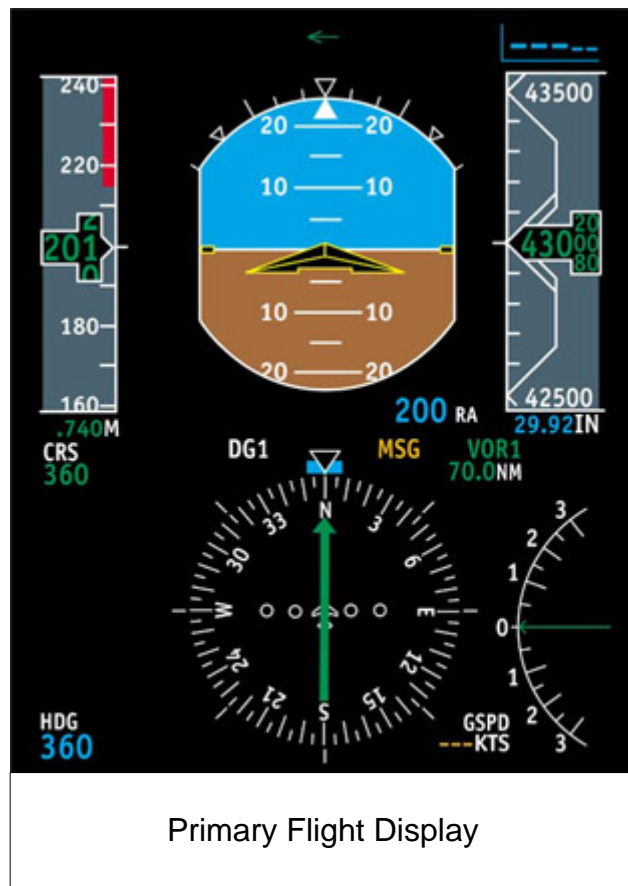 240
220
201
180
160
.740M
20 20
10 10
10 10
20 20
43500
430
20
00
80
42500
200 RA
29.92IN
CRS
360
DG1
MSG
VOR1
70.0NM
N
3
6
E
12
15
S
21
24
W
30
33
3
2
1
0
1
2
3
HDG
360
GSPD
---KTS
Primary Flight Display